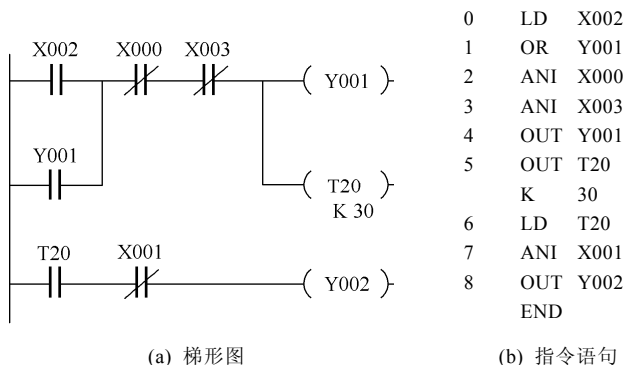 X002 X000 X003
Y001
Y001
T20
K 30
T20 X001
Y002
(a) 梯形图
0 LD X002
1 OR Y001
2 ANI X000
3 ANI X003
4 OUT Y001
5 OUT T20
K 30
6 LD T20
7 ANI X001
8 OUT Y002
END
(b) 指令语句